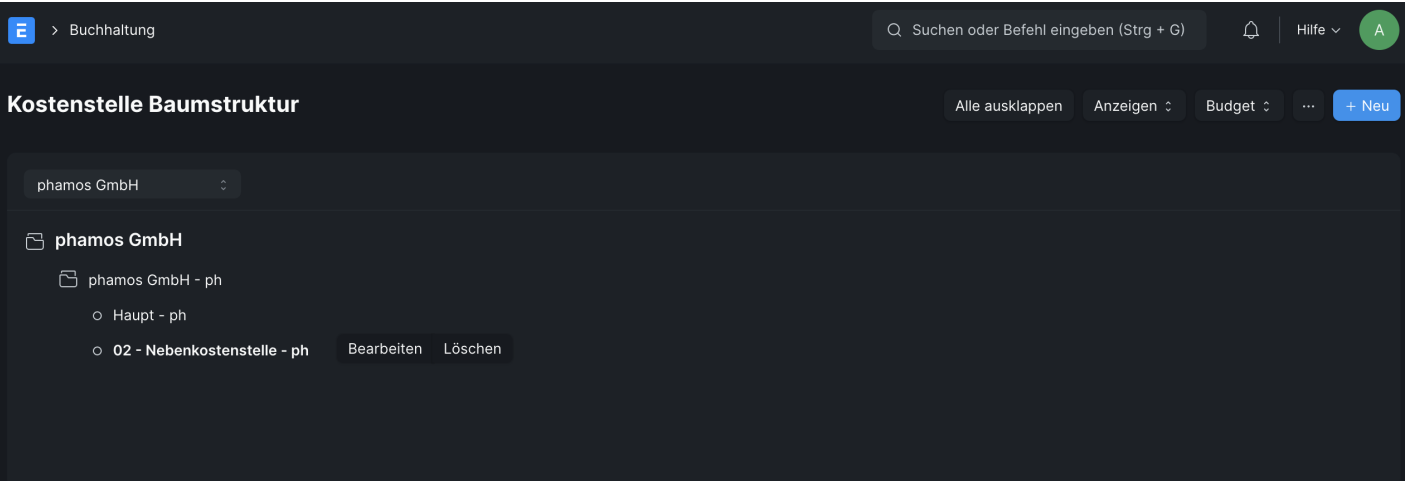 E > Buchhaltung Suchen oder Befehl eingeben (Strg + G) Hilfe A
Kostenstelle Baumstruktur Alle ausklappen Anzeigen Budget ... + Neu
phamos GmbH
phamos GmbH
phamos GmbH - ph
Haupt - ph
02 - Nebenkostenstelle - ph Bearbeiten Löschen